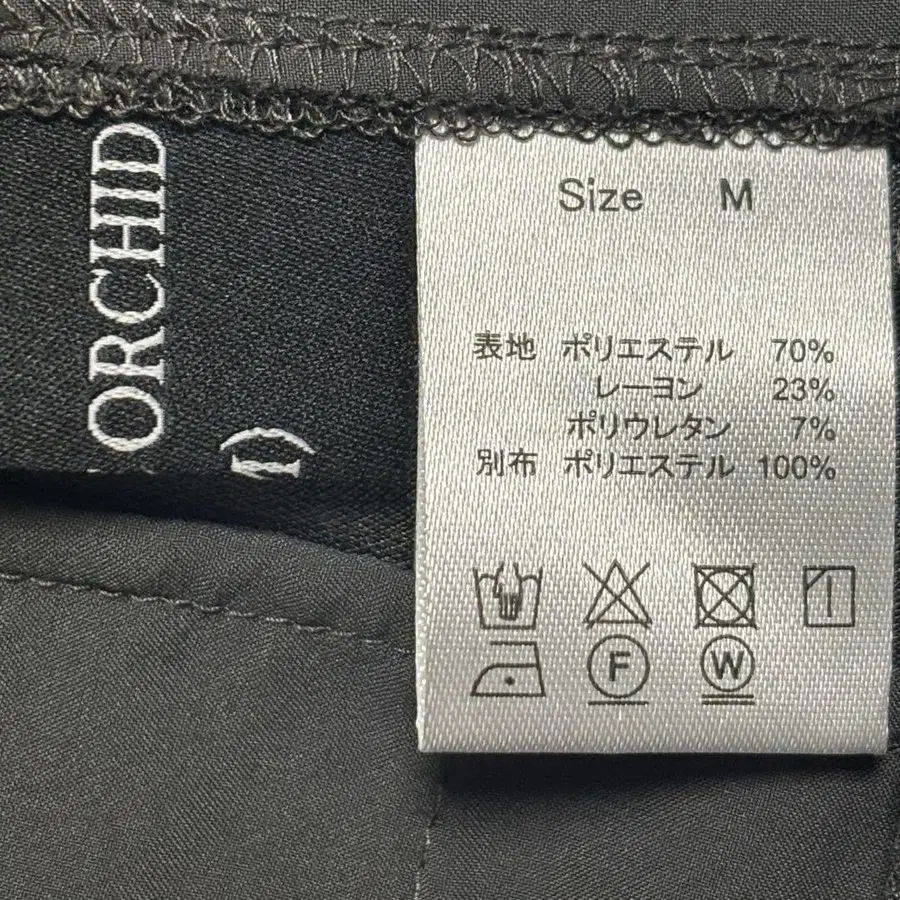 ORCHID
Size M
表地 ポリエステル 70%
レーヨン 23%
ポリウレタン 7%
別布 ポリエステル 100%
F W